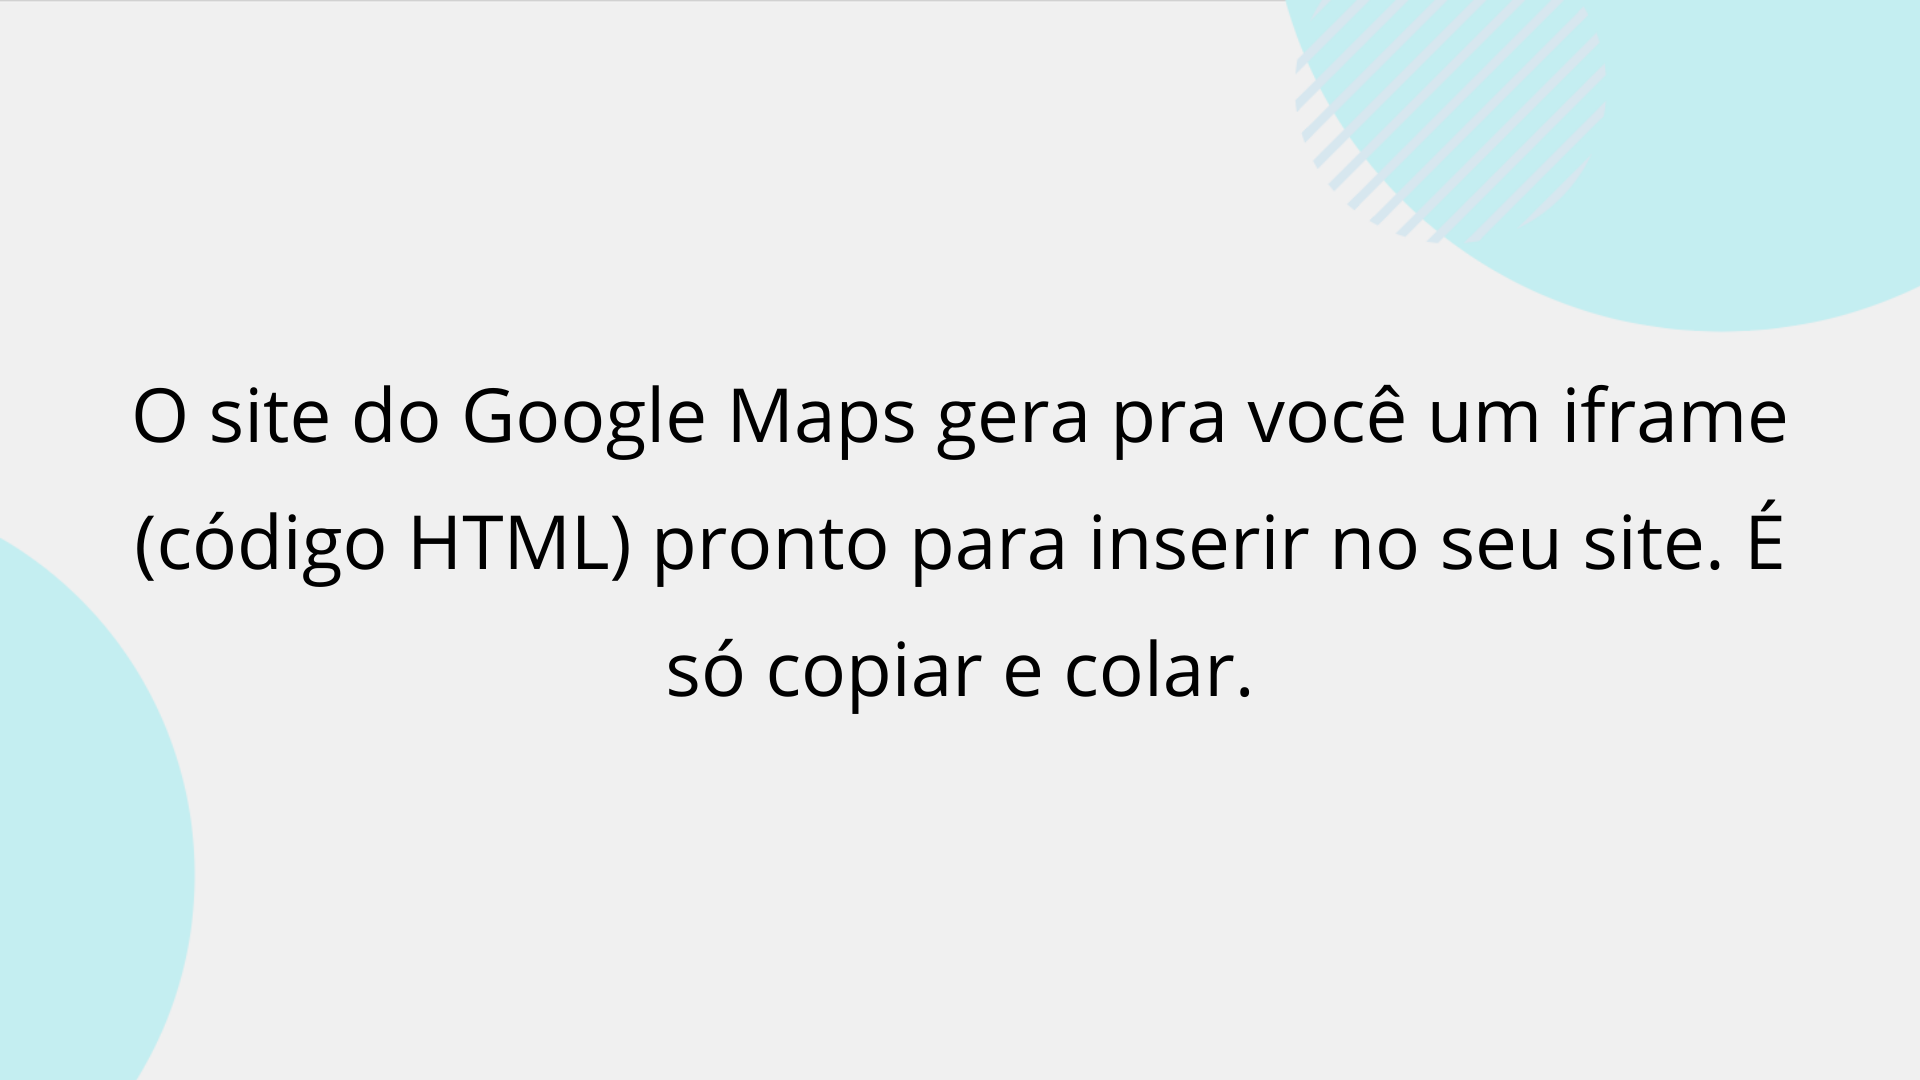 O site do Google Maps gera pra você um iframe
(código HTML) pronto para inserir no seu site. É
só copiar e colar.